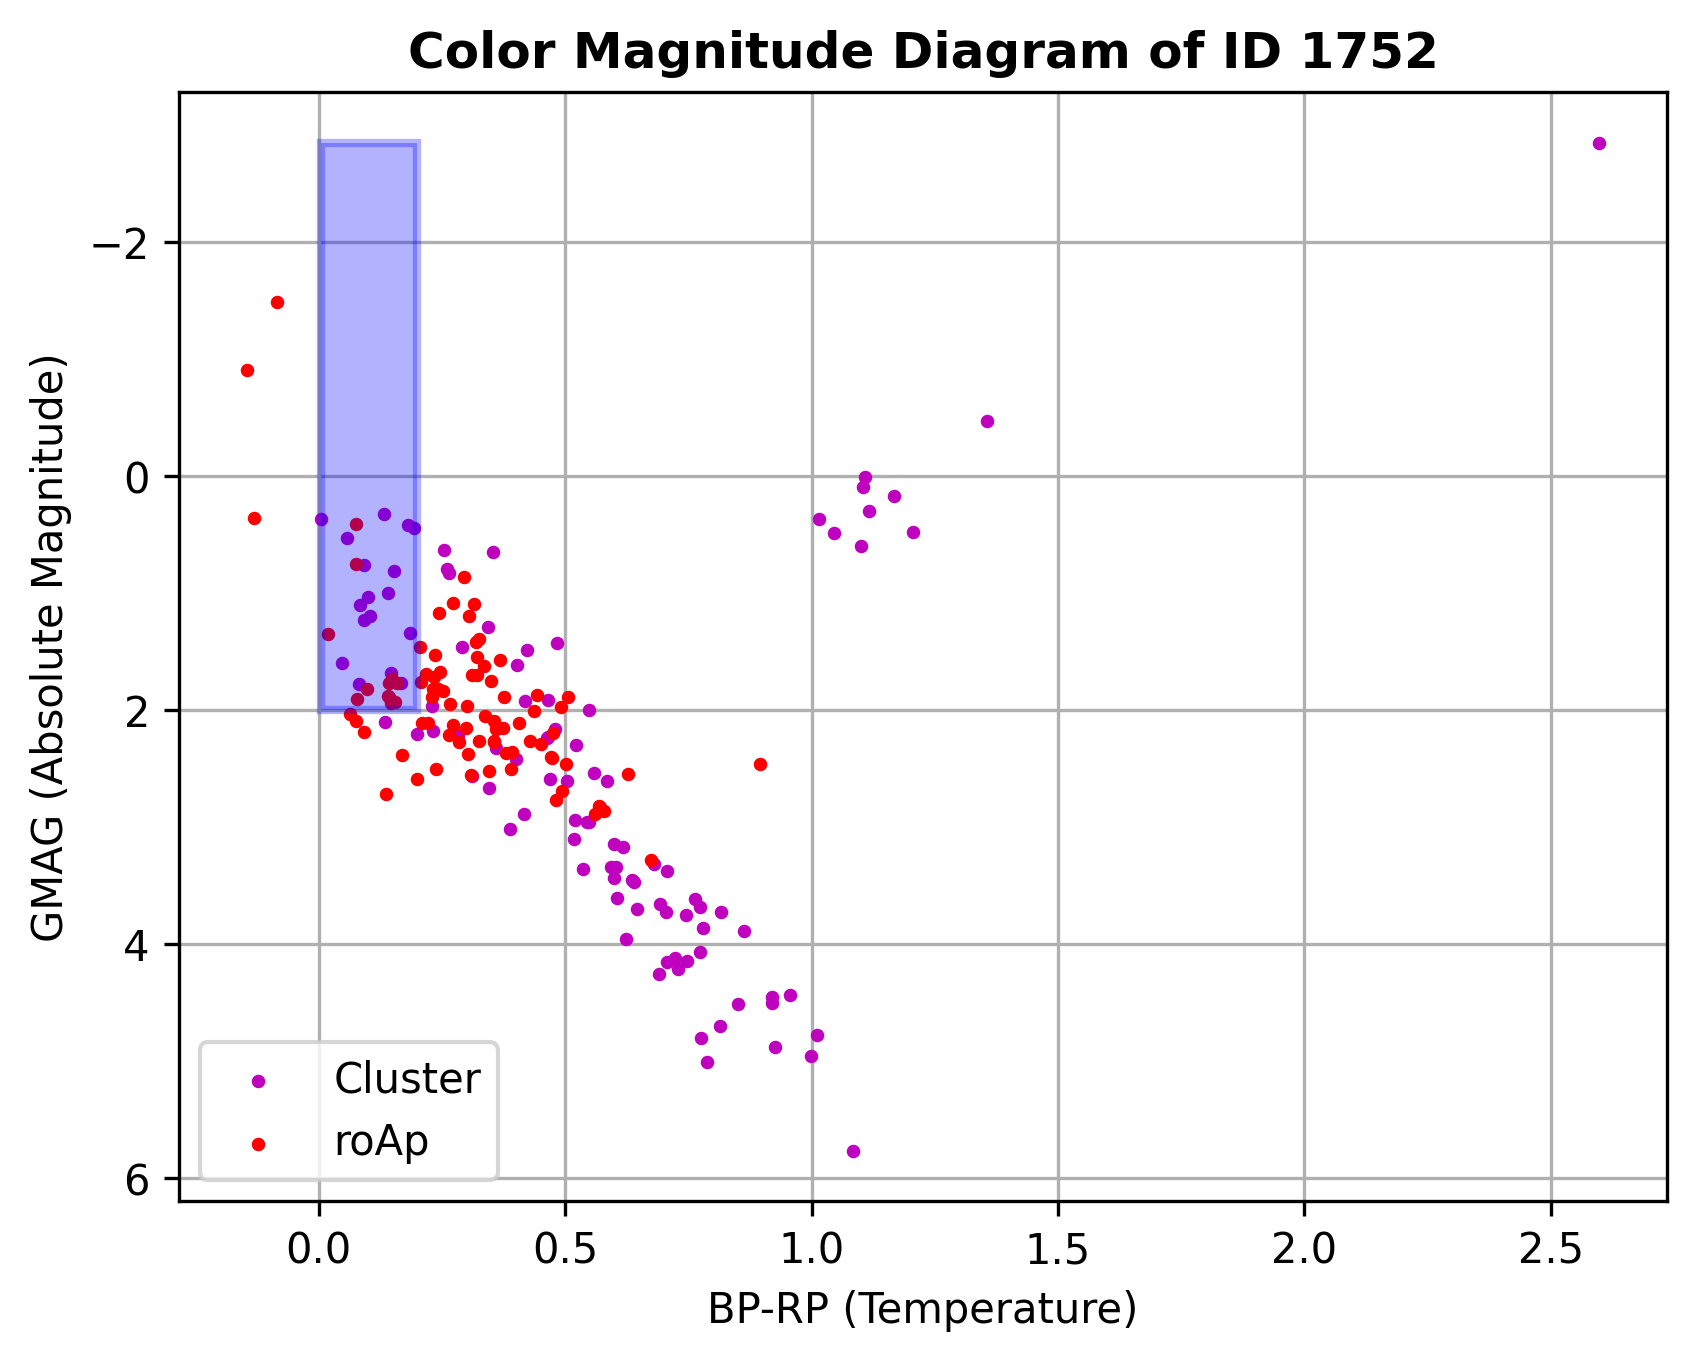 Color Magnitude Diagram of ID 1752
GMAG (Absolute Magnitude)
−2
0
2
4
6
Cluster
roAp
0.0 0.5 1.0 1.5 2.0 2.5
BP-RP (Temperature)